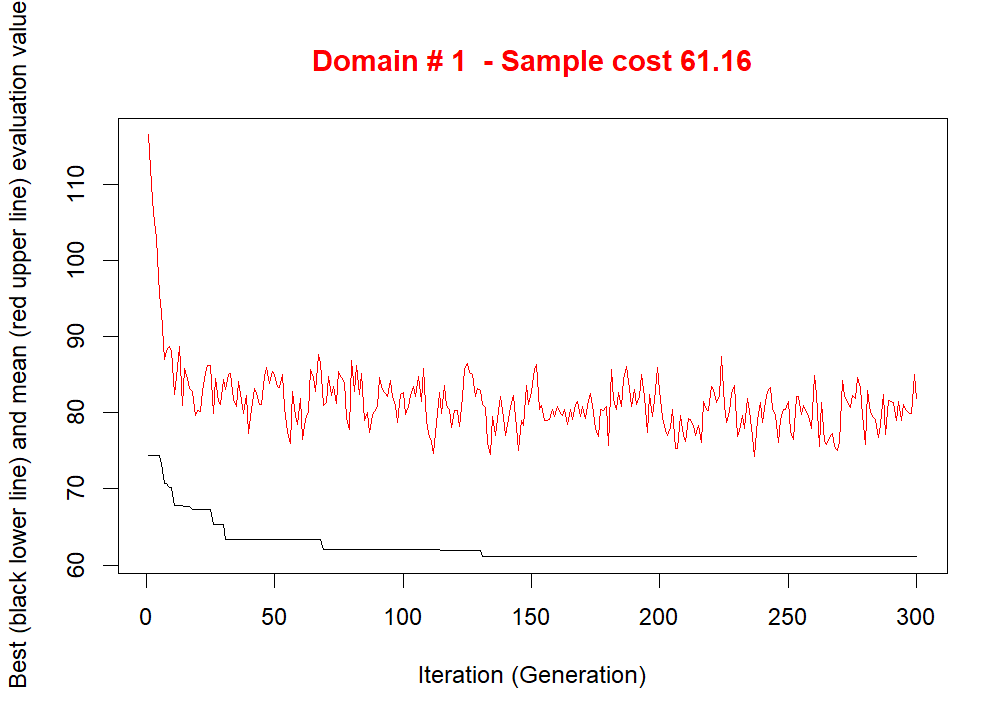 Domain # 1  - Sample cost 61.16
Best (black lower line) and mean (red upper line) evaluation value
110
100
90
80
70
60
0 50 100 150 200 250 300
Iteration (Generation)